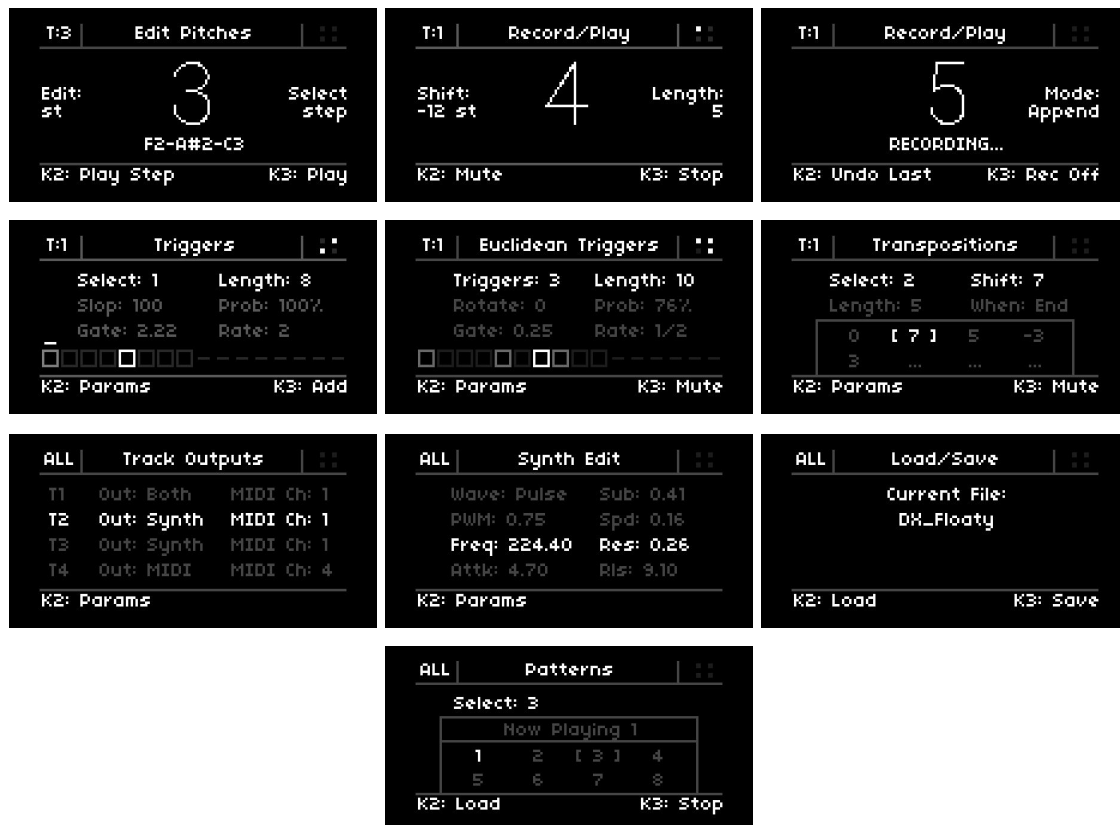 T:3 Edit Pitches
3
Edit: Select
st step
F2-A#2-C3
K2: Play Step K3: Play
T:1 Record/Play
4
Shift: Length:
-12 st 5
K2: Mute K3: Stop
T:1 Record/Play
5
Mode:
Append
RECORDING...
K2: Undo Last K3: Rec Off
T:1 Triggers
Select: 1 Length: 8
Slop: 100 Prob: 100%
Gate: 2.22 Rate: 2
K2: Params K3: Add
T:1 Euclidean Triggers
Triggers: 3 Length: 10
Rotate: 0 Prob: 76%
Gate: 0.25 Rate: 1/2
K2: Params K3: Mute
T:1 Transpositions
Select: 2 Shift: 7
Length: 5 When: End
0 [ 7 ] 5 -3
3 ... ... ...
K2: Params K3: Mute
ALL Track Outputs
T1 Out: Both MIDI Ch: 1
T2 Out: Synth MIDI Ch: 1
T3 Out: Synth MIDI Ch: 1
T4 Out: MIDI MIDI Ch: 4
K2: Params
ALL Synth Edit
Wave: Pulse Sub: 0.41
PWM: 0.75 Spd: 0.16
Freq: 224.40 Res: 0.26
Attk: 4.70 Rls: 9.10
K2: Params
ALL Load/Save
Current File:
DX_Floaty
K2: Load K3: Save
ALL Patterns
Select: 3
Now Playing 1
1 2 [ 3 ] 4
5 6 7 8
K2: Load K3: Stop